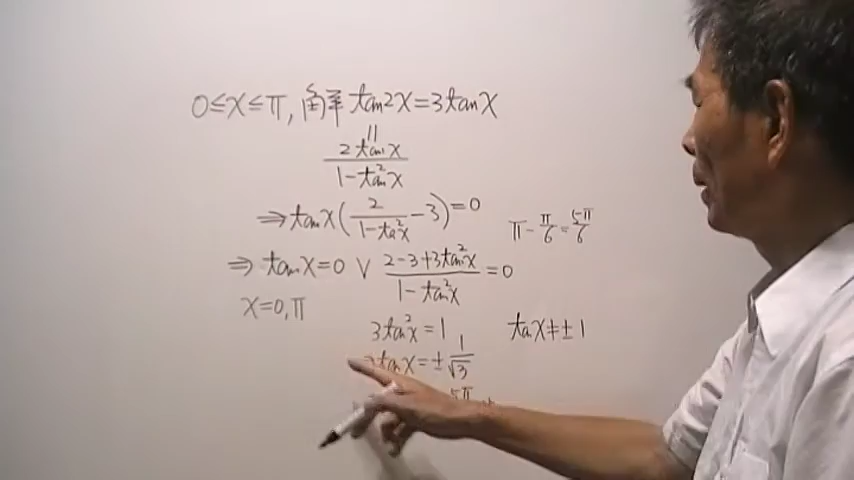 0≤x≤π, 解 tan2x=3tanx
||
2tanx / 1-tan²x
⇒tanx(2/(1-tan²x) -3)=0
π-π/6=5π/6
⇒ tanx=0 ∨ (2-3+3tan²x)/(1-tan²x) =0
x=0,π
3tan²x=1
tanx≠±1
tanx=±1/√3
5π